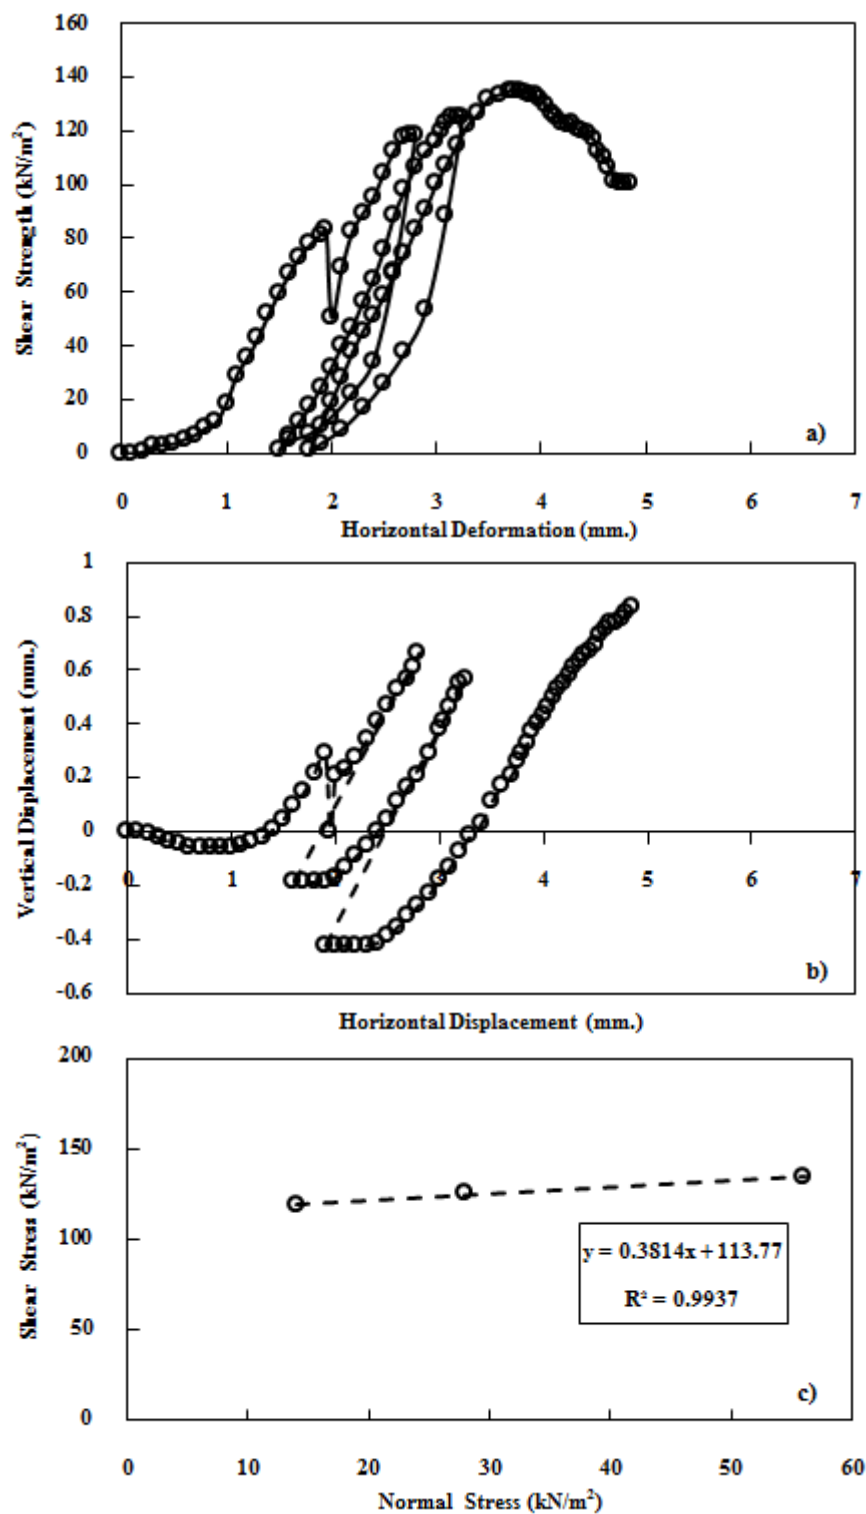 160
140
120
100
80
60
40
20
0
Shear Strength (kN/m²)
a)
0 1 2 3 4 5 6 7
Horizontal Deformation (mm.)
1
0.8
0.6
0.4
0.2
0
-0.2
-0.4
-0.6
Vertical Displacement (mm.)
0 1 2 3 4 5 6 7
b)
Horizontal Displacement (mm.)
200
150
100
50
0
Shear Stress (kN/m²)
y = 0.3814x + 113.77
R² = 0.9937
c)
0 10 20 30 40 50 60
Normal Stress (kN/m²)